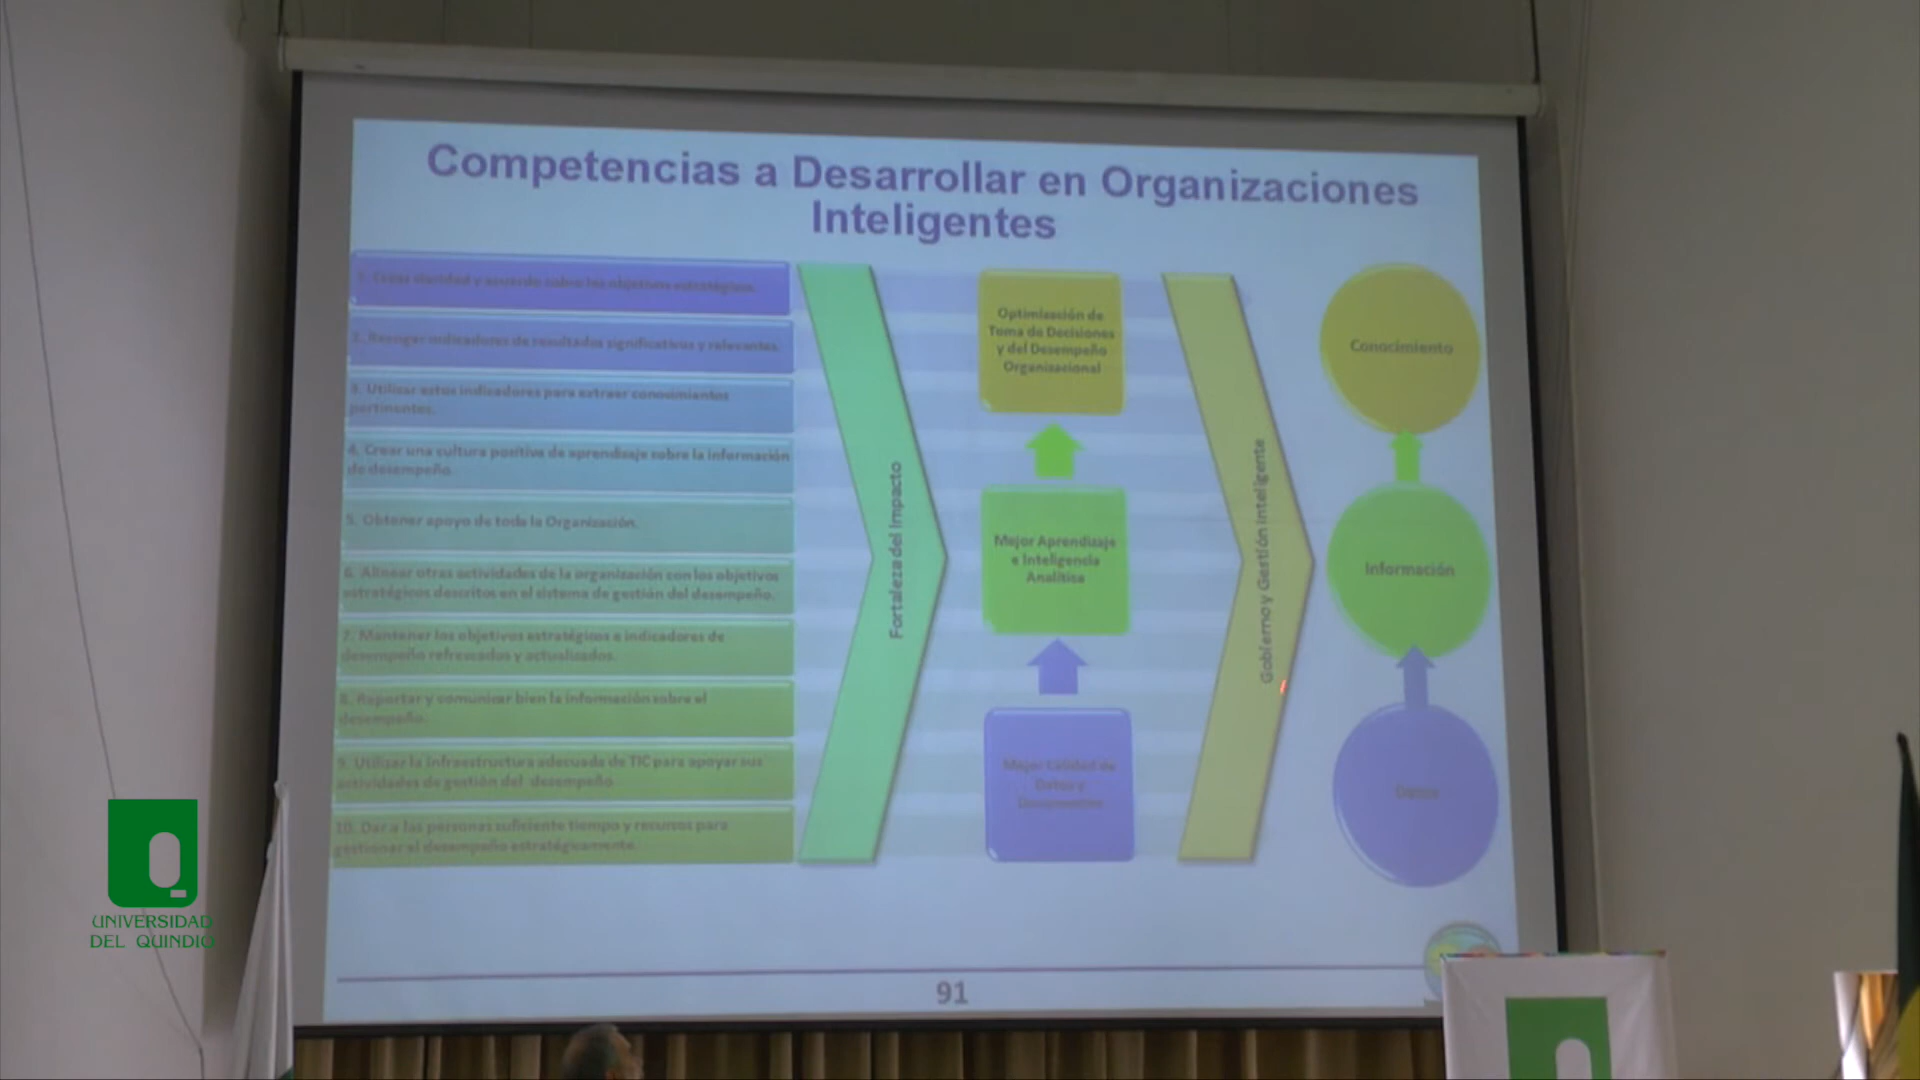 Competencias a Desarrollar en Organizaciones
Inteligentes
1. Crear claridad y acuerdo sobre los objetivos estratégicos.
2. Recoger indicadores de resultados significativos y relevantes.
3. Utilizar estos indicadores para extraer conocimientos
pertinentes.
4. Crear una cultura positiva de aprendizaje sobre la información
de desempeño.
5. Obtener apoyo de toda la Organización.
6. Alinear otras actividades de la organización con los objetivos
estratégicos descritos en el sistema de gestión del desempeño.
7. Mantener los objetivos estratégicos e indicadores de
desempeño refrescados y actualizados.
8. Reportar y comunicar bien la información sobre el
desempeño.
9. Utilizar la infraestructura adecuada de TIC para apoyar sus
actividades de gestión del desempeño
10. Dar a las personas suficiente tiempo y recursos para
gestionar el desempeño estratégicamente.
Fortaleza del Impacto
Optimización de
Toma de Decisiones
y del Desempeño
Organizacional
Mejor Aprendizaje
e Inteligencia
Analítica
Mejor Calidad de
Datos y
Documentos
Gobierno y Gestión Inteligente
Conocimiento
Información
Datos
91
UNIVERSIDAD
DEL QUINDIO